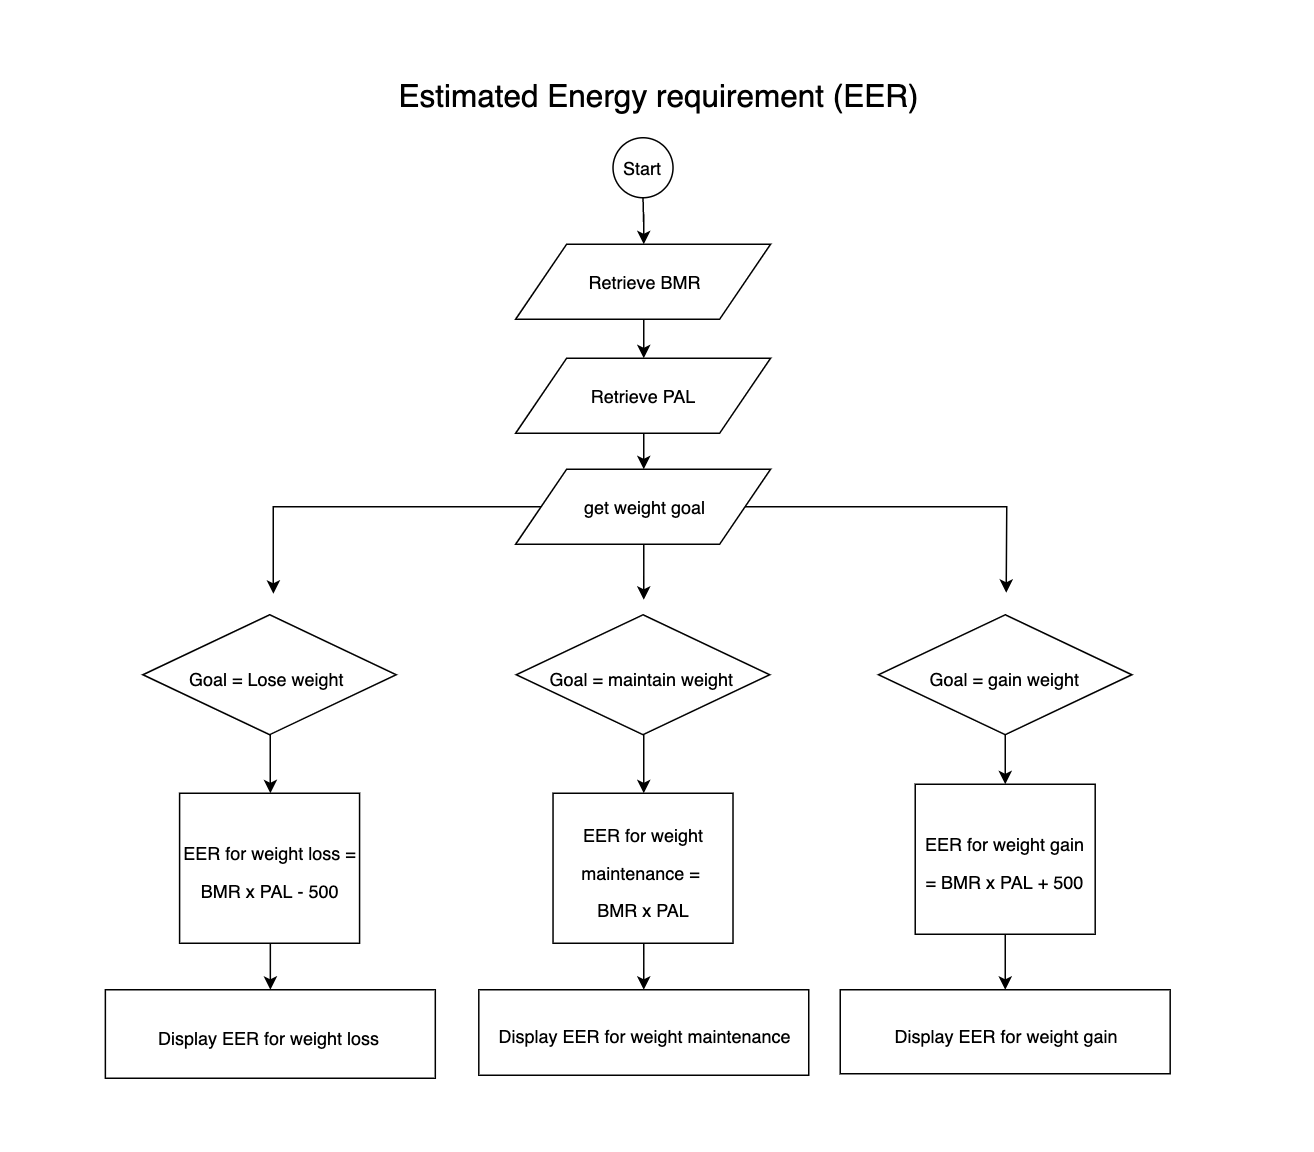 Estimated Energy requirement (EER)
Start
Retrieve BMR
Retrieve PAL
get weight goal
Goal = Lose weight
Goal = maintain weight
Goal = gain weight
EER for weight loss =
BMR x PAL - 500
EER for weight
maintenance =
BMR x PAL
EER for weight gain
= BMR x PAL + 500
Display EER for weight loss
Display EER for weight maintenance
Display EER for weight gain